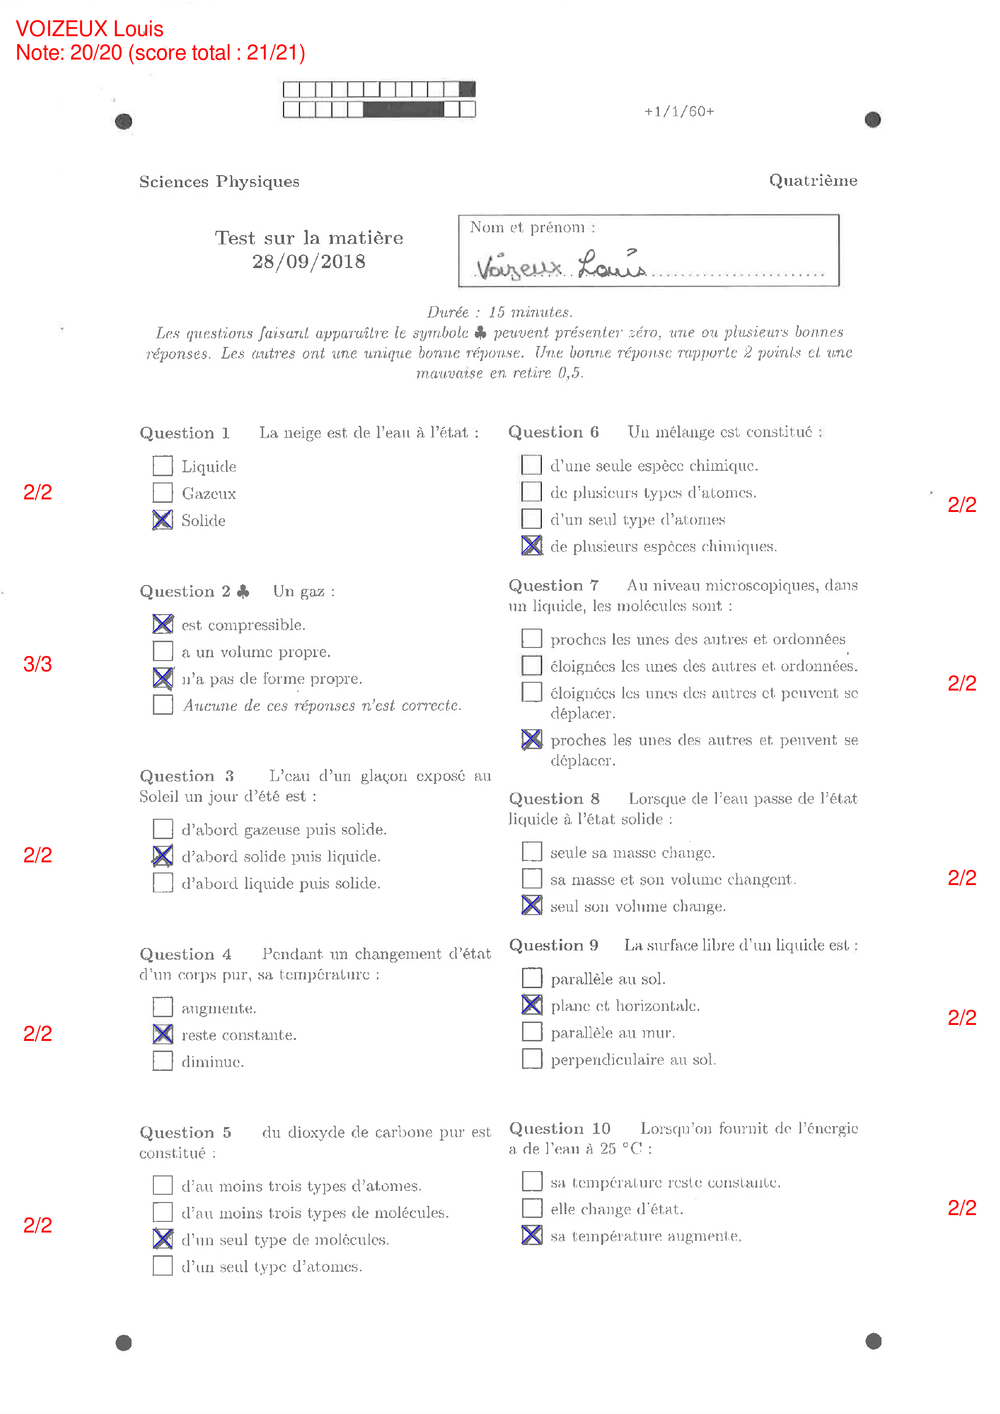 VOIZEUX Louis
Note: 20/20 (score total : 21/21)
+1/1/60+
Sciences Physiques
Quatrième
Test sur la matière
28/09/2018
Nom et prénom :
Voizeux Louis
Durée : 15 minutes.
Les questions faisant apparaître le symbole ♣ peuvent présenter zéro, une ou plusieurs bonnes
réponses. Les autres ont une unique bonne réponse. Une bonne réponse rapporte 2 points et une
mauvaise en retire 0,5.
Question 1 La neige est de l'eau à l'état :
Liquide
Gazeux
2/2
Solide
Question 2 ♣ Un gaz :
est compressible.
a un volume propre.
3/3
n'a pas de forme propre.
Aucune de ces réponses n'est correcte.
Question 3 L'eau d'un glaçon exposé au
Soleil un jour d'été est :
d'abord gazeuse puis solide.
2/2
d'abord solide puis liquide.
d'abord liquide puis solide.
Question 4 Pendant un changement d'état
d'un corps pur, sa température :
augmente.
2/2
reste constante.
diminue.
Question 5 du dioxyde de carbone pur est
constitué :
d'au moins trois types d'atomes.
d'au moins trois types de molécules.
2/2
d'un seul type de molécules.
d'un seul type d'atomes.
Question 6 Un mélange est constitué :
d'une seule espèce chimique.
de plusieurs types d'atomes.
2/2
d'un seul type d'atomes
de plusieurs espèces chimiques.
Question 7 Au niveau microscopiques, dans
un liquide, les molécules sont :
proches les unes des autres et ordonnées
éloignées les unes des autres et ordonnées.
2/2
éloignées les unes des autres et peuvent se
déplacer.
proches les unes des autres et peuvent se
déplacer.
Question 8 Lorsque de l'eau passe de l'état
liquide à l'état solide :
seule sa masse change.
2/2
sa masse et son volume changent.
seul son volume change.
Question 9 La surface libre d'un liquide est :
parallèle au sol.
plane et horizontale.
2/2
parallèle au mur.
perpendiculaire au sol.
Question 10 Lorsqu'on fournit de l'énergie
a de l'eau à 25 °C :
sa température reste constante.
2/2
elle change d'état.
sa température augmente.